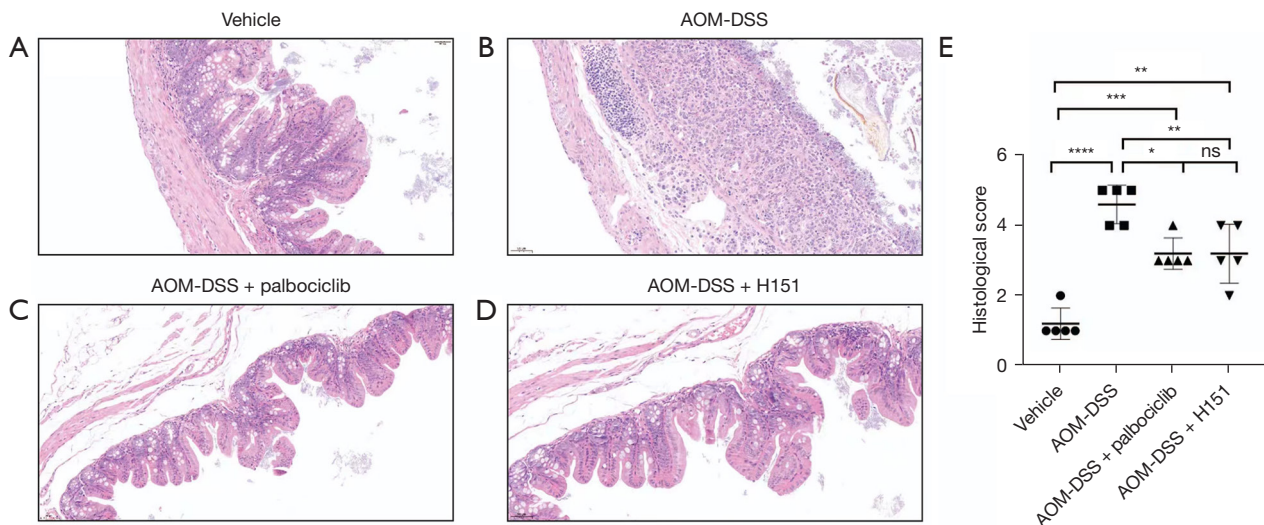 Vehicle
AOM-DSS
A
B
E
AOM-DSS + palbociclib
AOM-DSS + H151
C
D
**
***
**
**** * ns
6
4
2
0
Histological score
Vehicle
AOM-DSS
AOM-DSS + palbociclib
AOM-DSS + H151